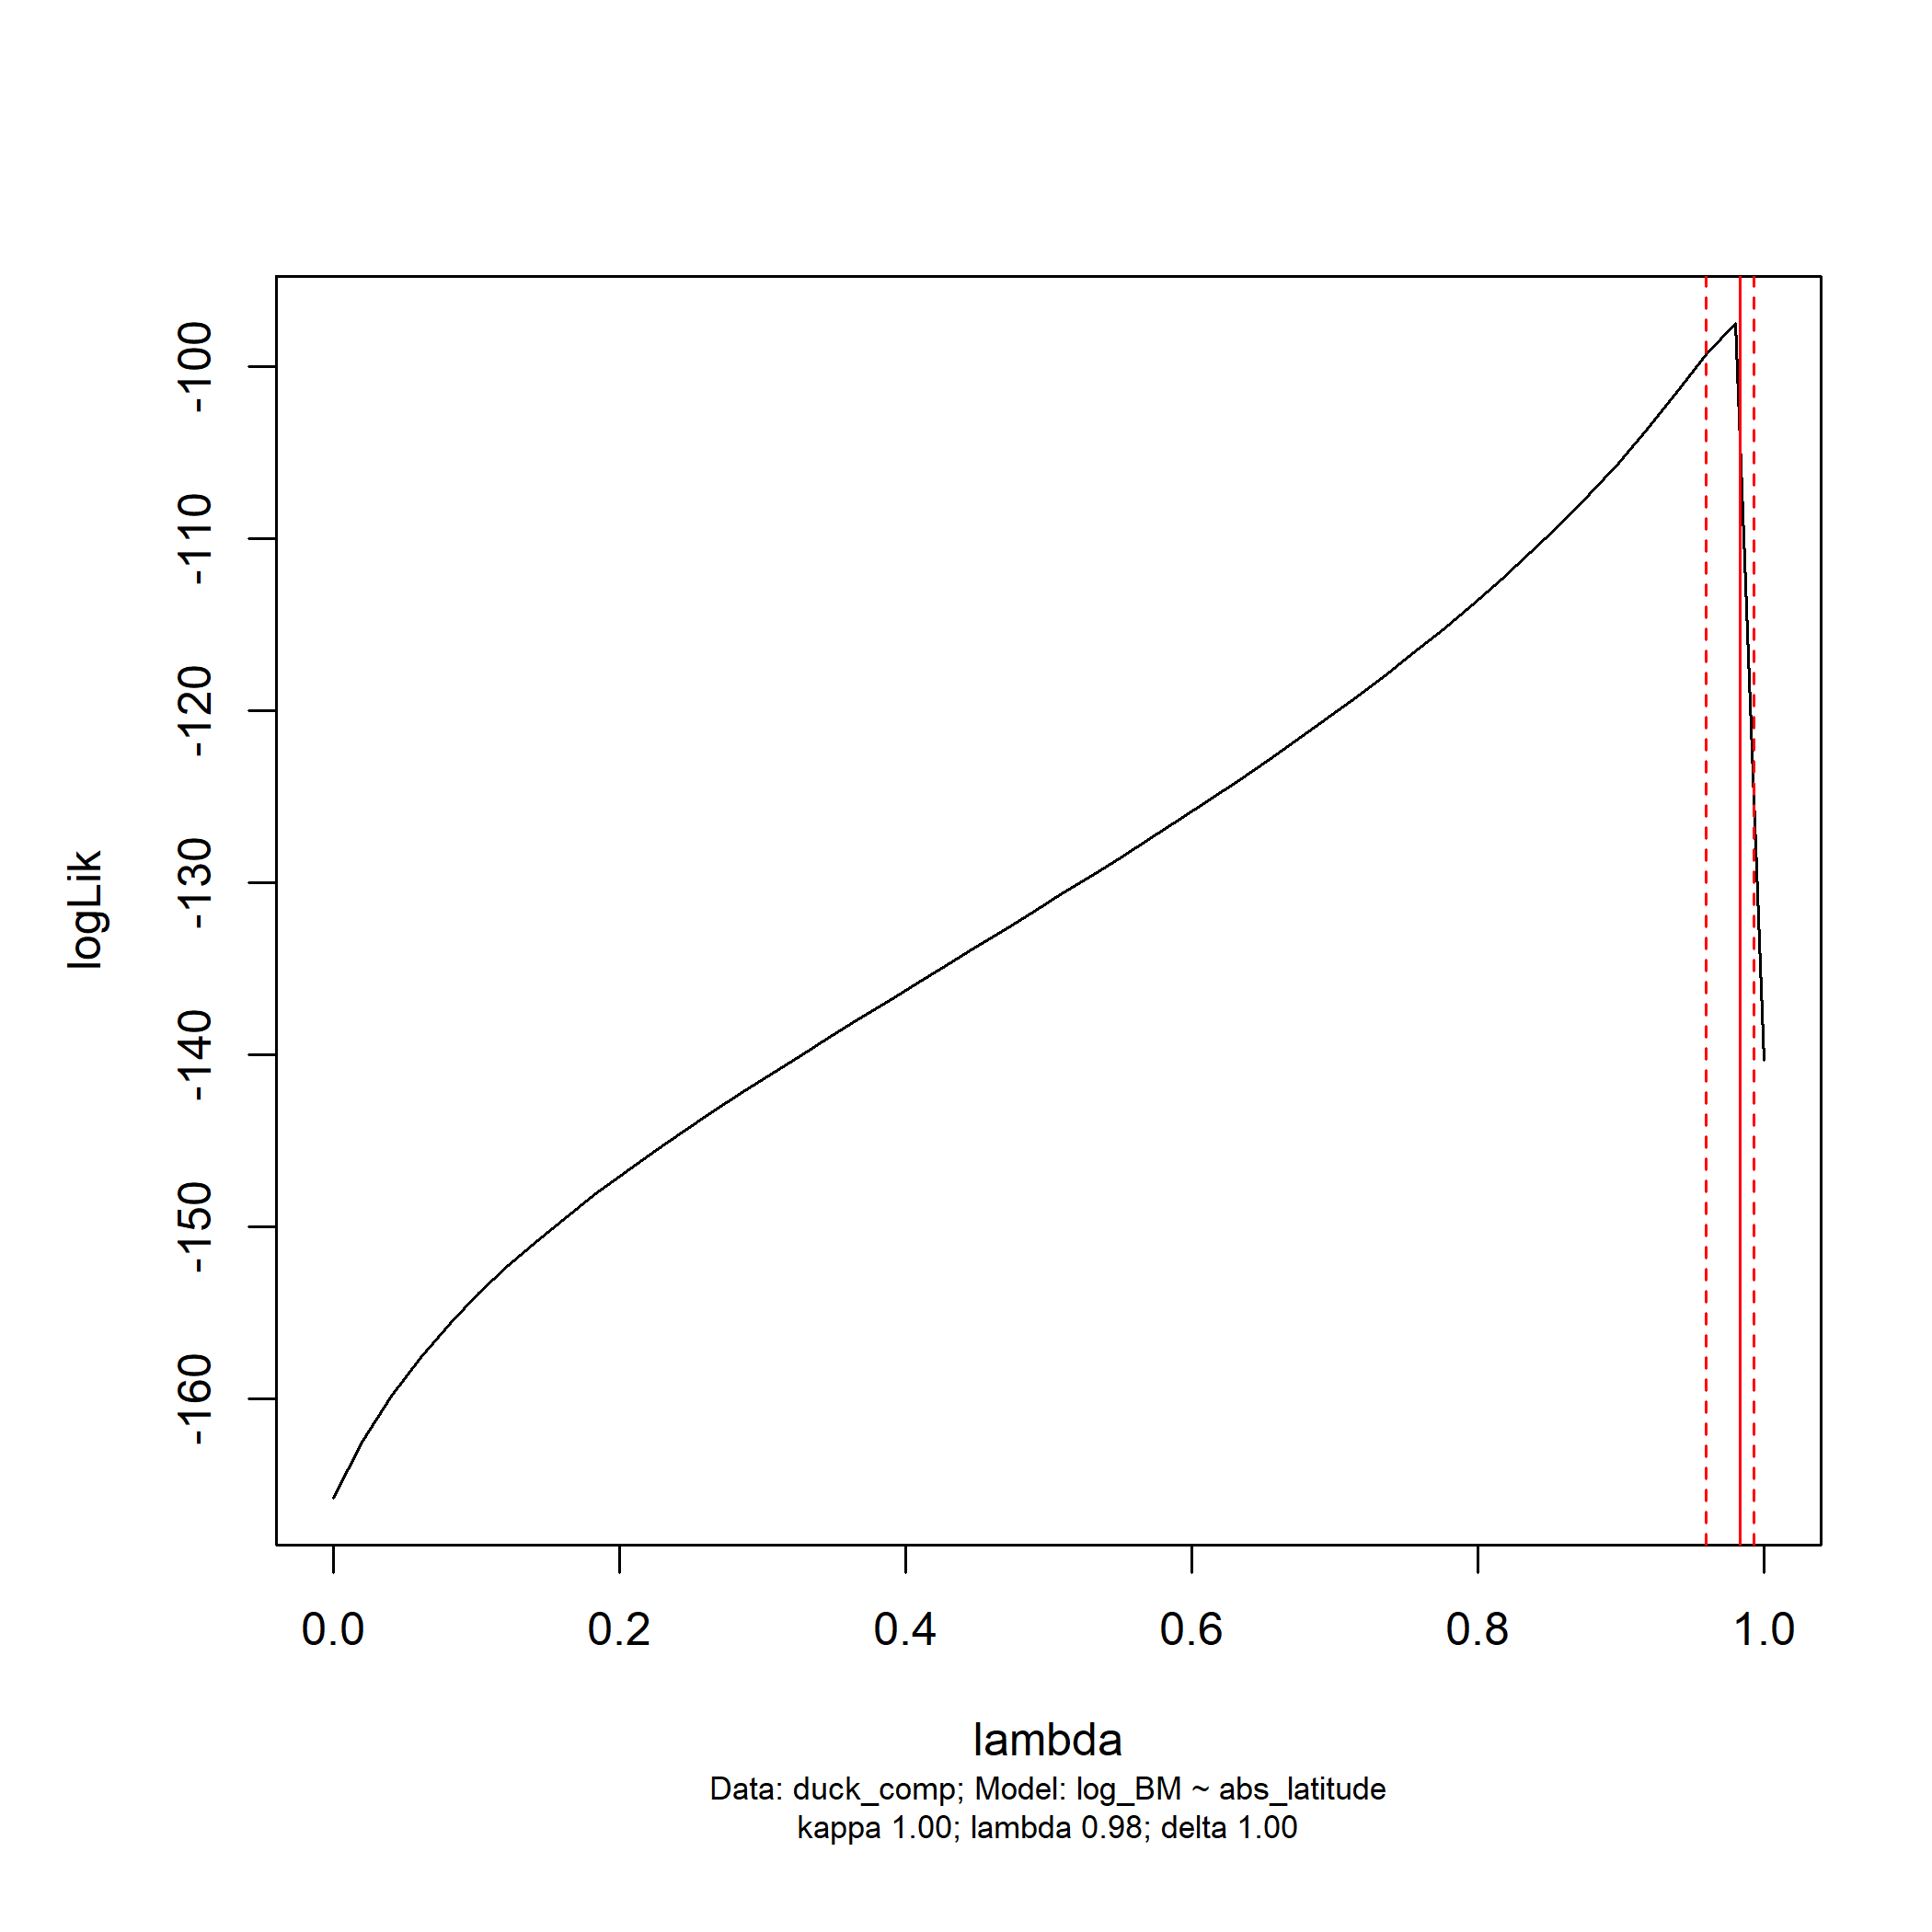 logLik
-100
-110
-120
-130
-140
-150
-160
0.0 0.2 0.4 0.6 0.8 1.0
lambda
Data: duck_comp; Model: log_BM ~ abs_latitude
kappa 1.00; lambda 0.98; delta 1.00